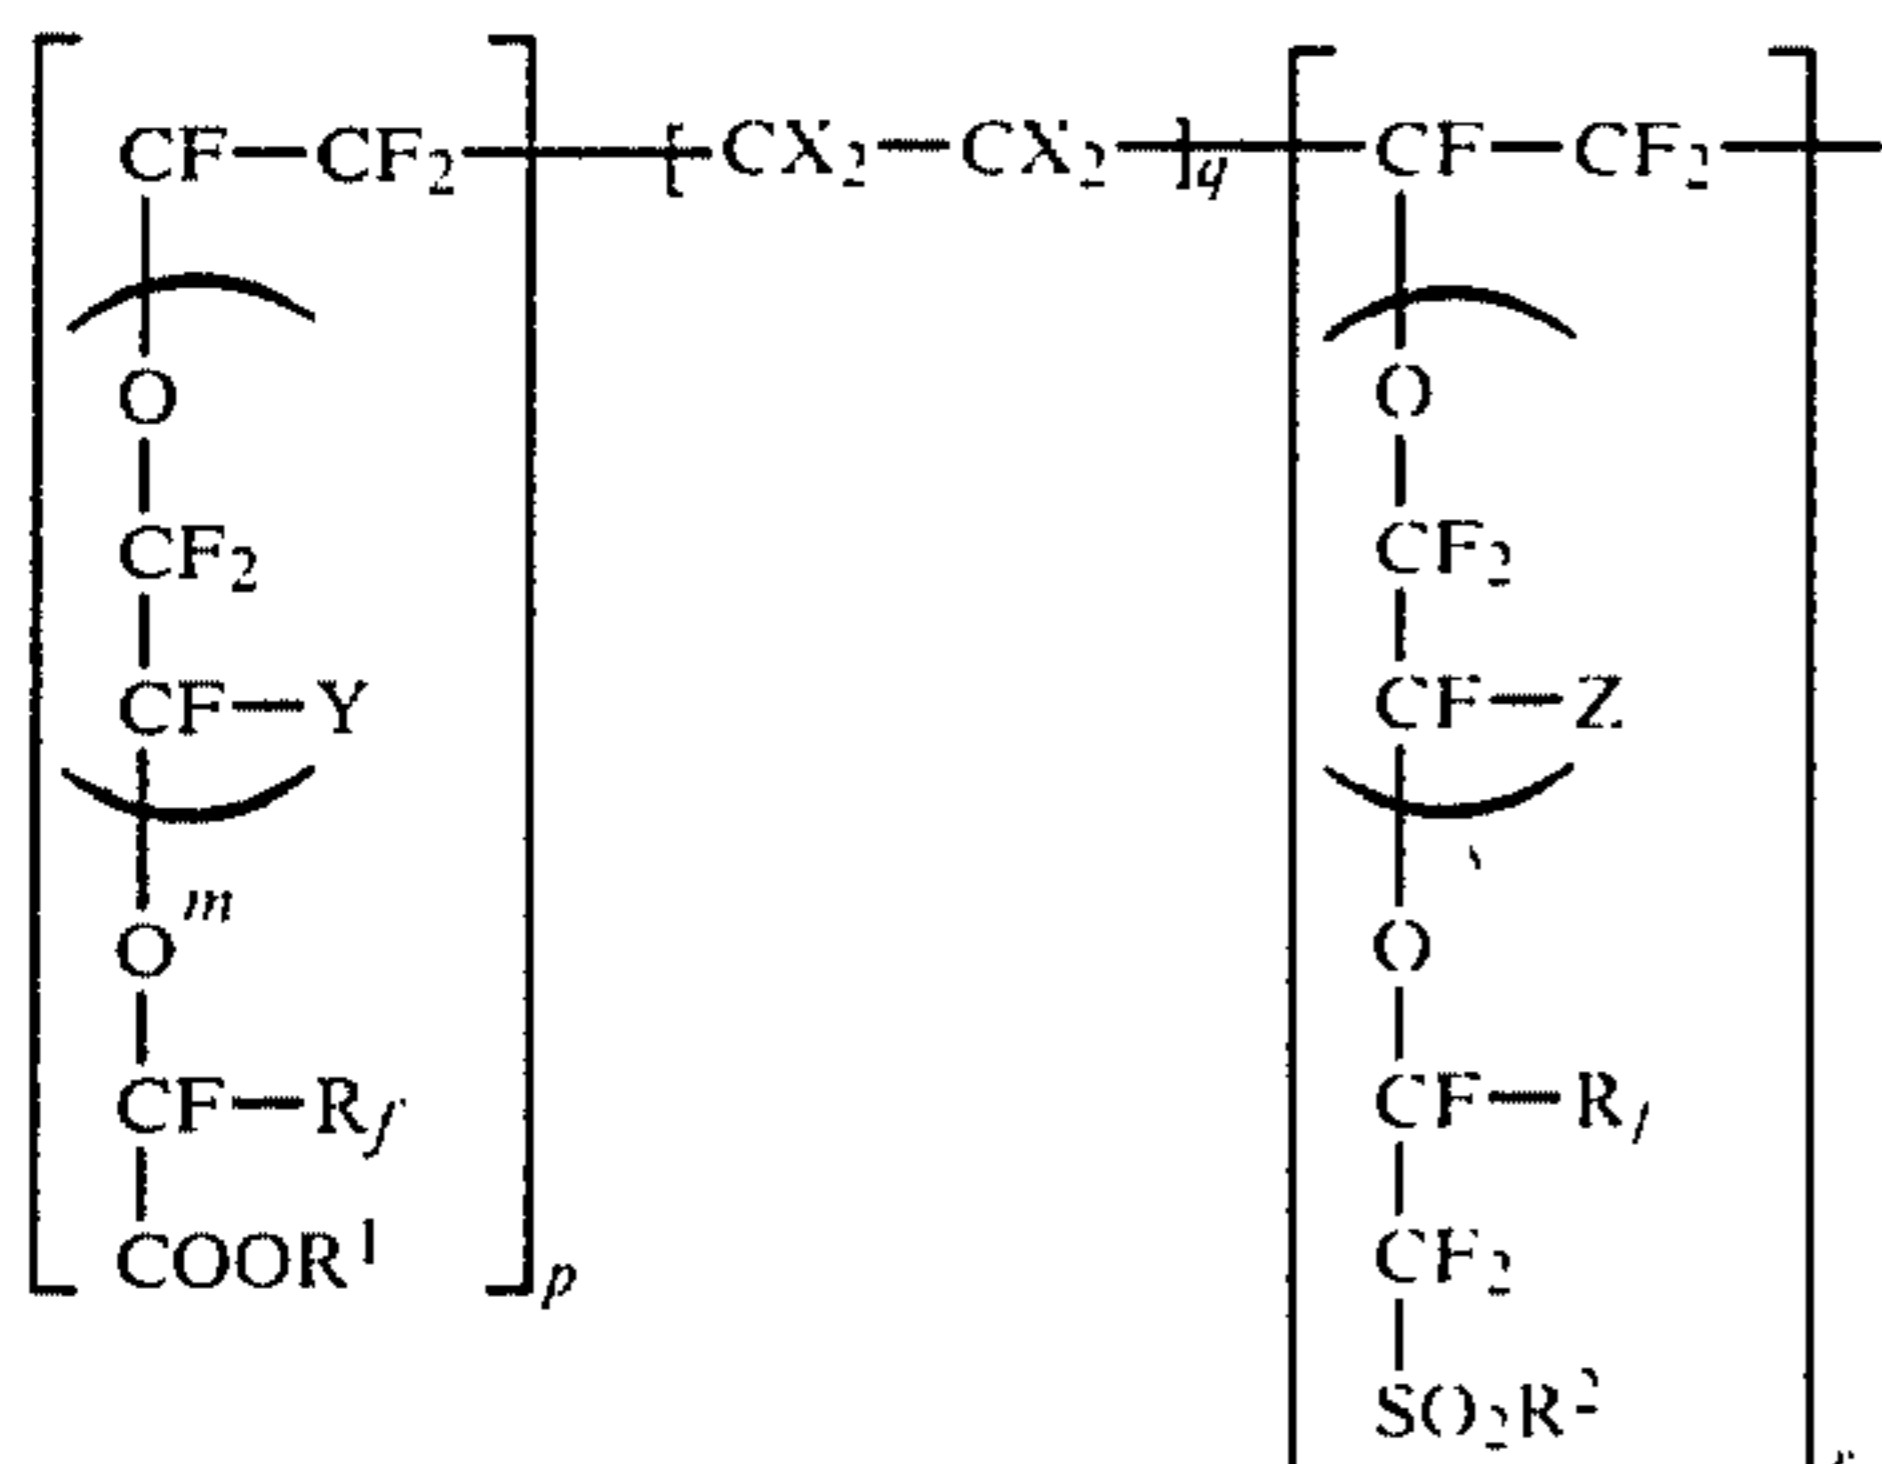 CF—CF2 [ CX2—CX2 ]q CF—CF2
O O
CF2 CF2
CF—Y CF—Z
m
O O
CF—Rf CF—Rf
COOR1 p CF2
SO2R2